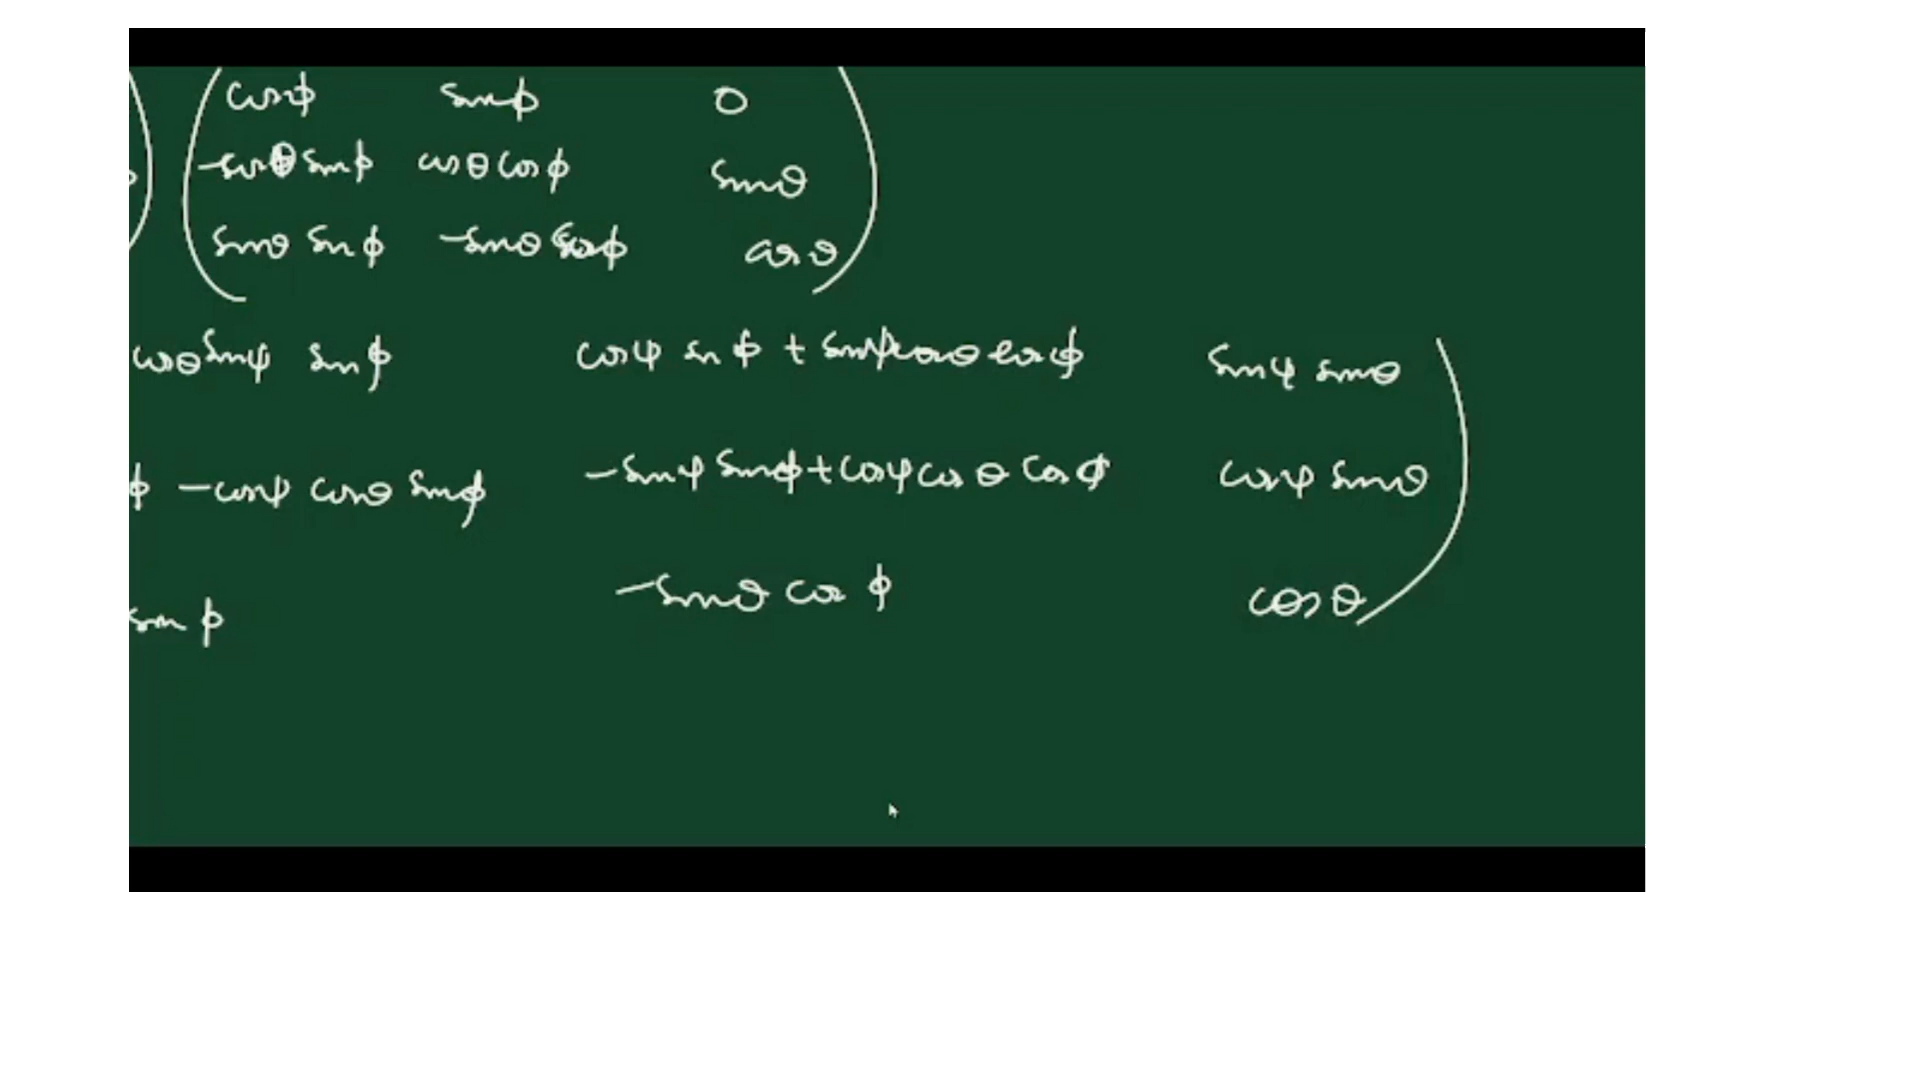 cosφ sinφ 0
-cosθ sinφ cosθ cosφ sinθ
sinθ sinφ -sinθ cosφ cosθ
cosθ sinψ sinφ cosψ sinφ + sinψ cosθ cosφ sinψ sinθ
φ - cosψ cosθ sinφ -sinψ sinφ + cosψ cosθ cosφ cosψ sinθ
sinφ -sinθ cosφ cosθ